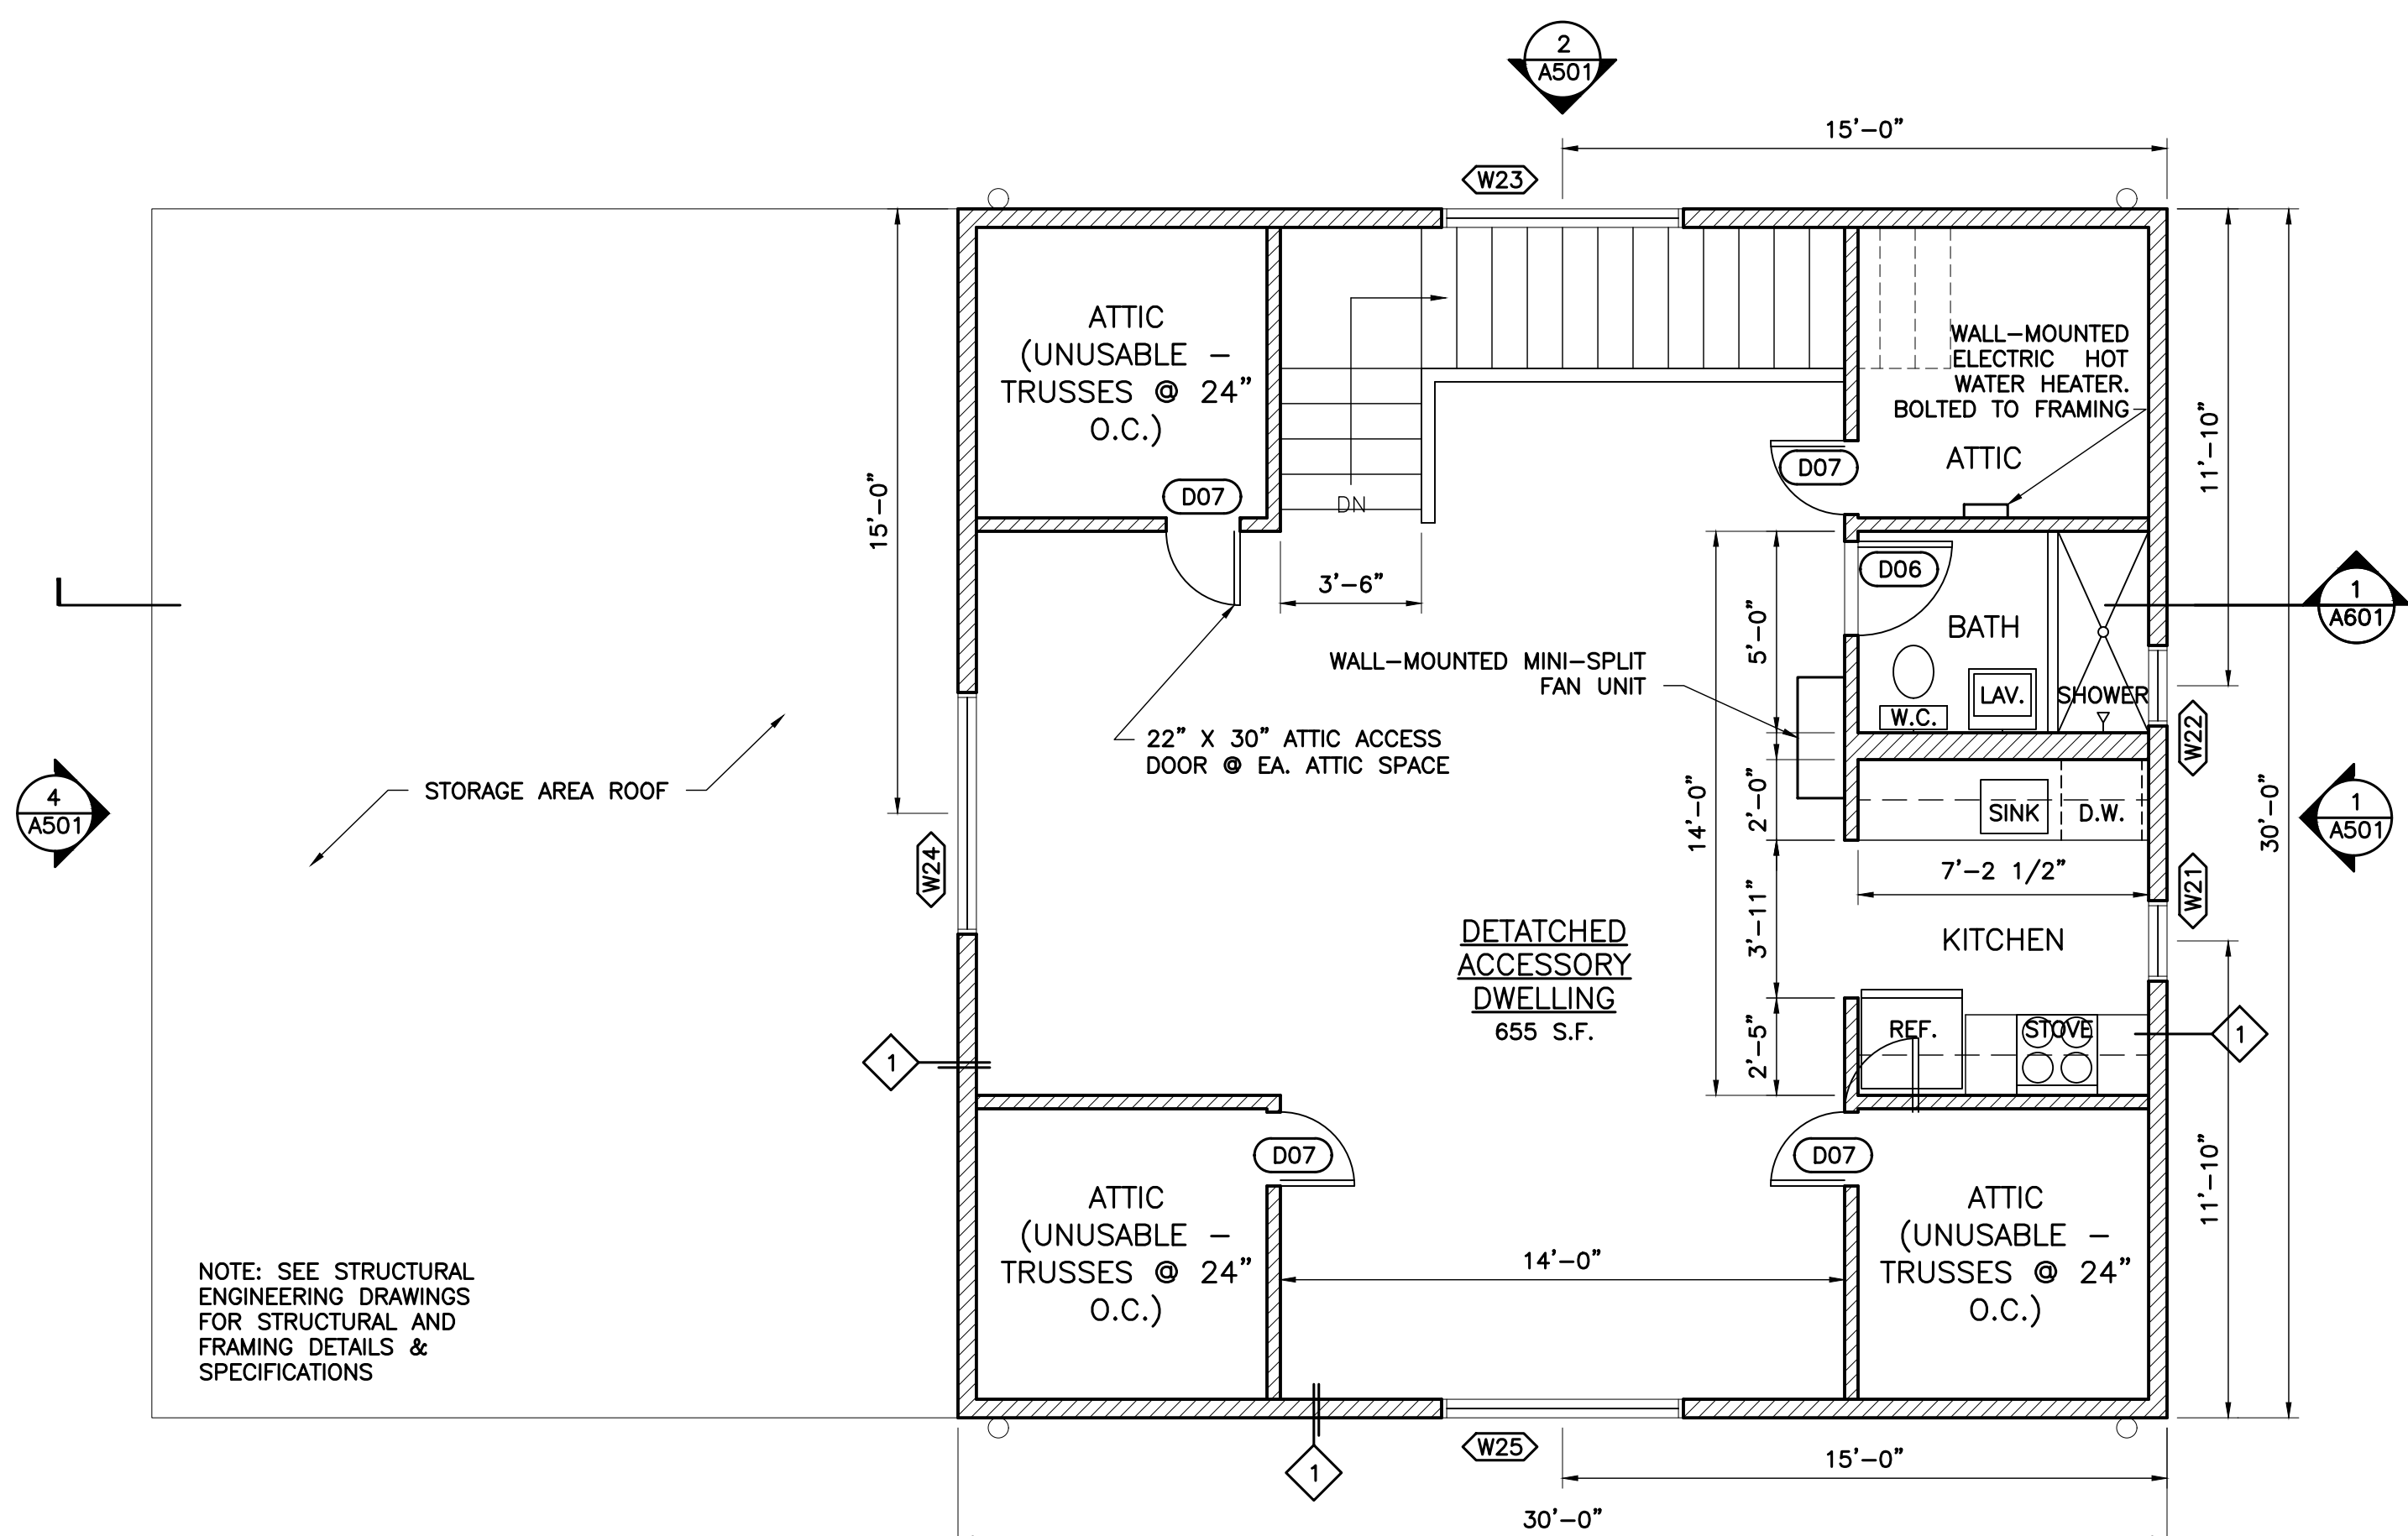 2
A501
15'-0"
W23
ATTIC
(UNUSABLE -
TRUSSES @ 24"
O.C.)
WALL-MOUNTED
ELECTRIC HOT
WATER HEATER.
BOLTED TO FRAMING
ATTIC
11'-10"
D07
D07
DN
15'-0"
3'-6"
D06
BATH
5'-0"
1
A601
WALL-MOUNTED MINI-SPLIT
FAN UNIT
LAV.
SHOWER
W.C.
W22
22" X 30" ATTIC ACCESS
DOOR @ EA. ATTIC SPACE
STORAGE AREA ROOF
4
A501
14'-0"
2'-0"
SINK
D.W.
30'-0"
1
A501
W24
7'-2 1/2"
W21
3'-11"
KITCHEN
DETATCHED
ACCESSORY
DWELLING
655 S.F.
REF.
STOVE
2'-5"
1
1
D07
D07
11'-10"
ATTIC
(UNUSABLE -
TRUSSES @ 24"
O.C.)
14'-0"
ATTIC
(UNUSABLE -
TRUSSES @ 24"
O.C.)
NOTE: SEE STRUCTURAL
ENGINEERING DRAWINGS
FOR STRUCTURAL AND
FRAMING DETAILS &
SPECIFICATIONS
W25
1
15'-0"
30'-0"